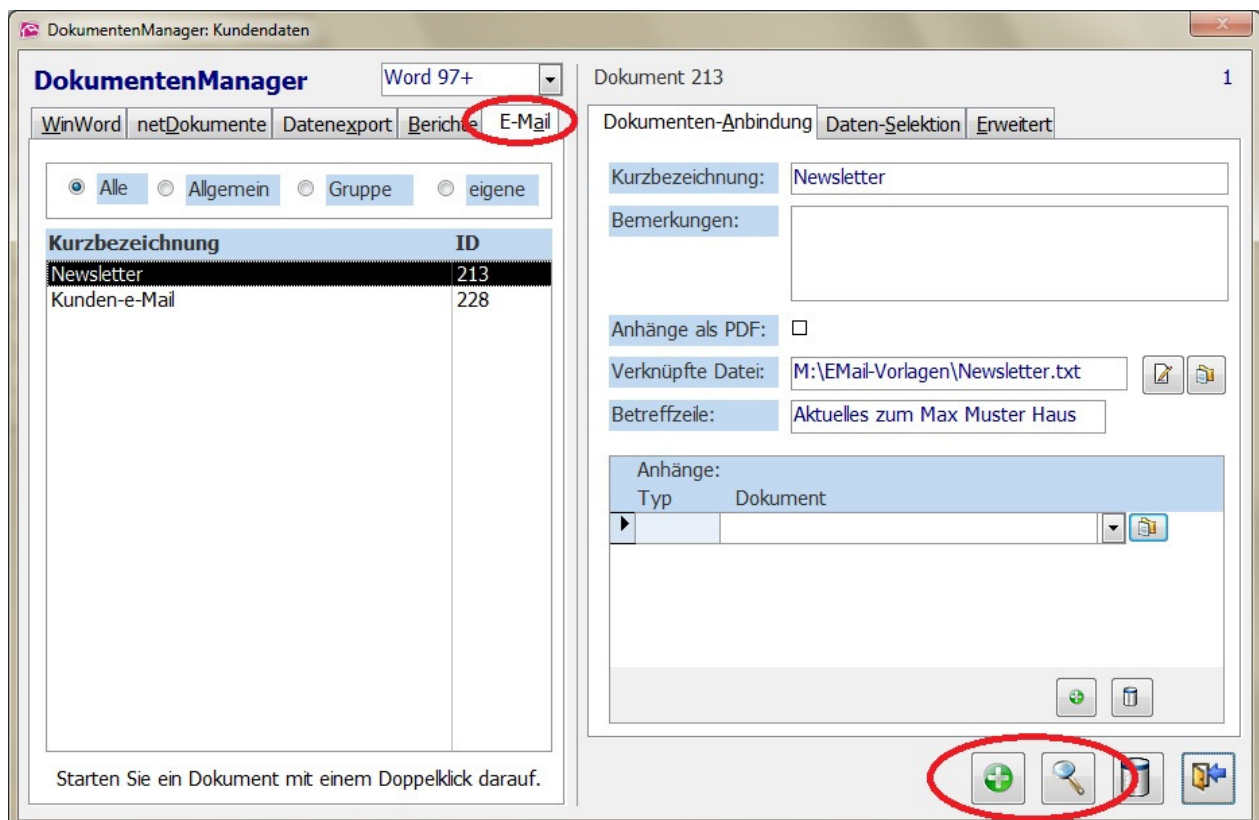 DokumentenManager: Kundendaten
DokumentenManager
Word 97+
WinWord netDokumente Datenexport Berichte E-Mail
Alle Allgemein Gruppe eigene
Kurzbezeichnung ID
Newsletter 213
Kunden-e-Mail 228
Starten Sie ein Dokument mit einem Doppelklick darauf.
Dokument 213 1
Dokumenten-Anbindung Daten-Selektion Erweitert
Kurzbezeichnung: Newsletter
Bemerkungen:
Anhänge als PDF:
Verknüpfte Datei: M:\EMail-Vorlagen\Newsletter.txt
Betreffzeile: Aktuelles zum Max Muster Haus
Anhänge:
Typ Dokument